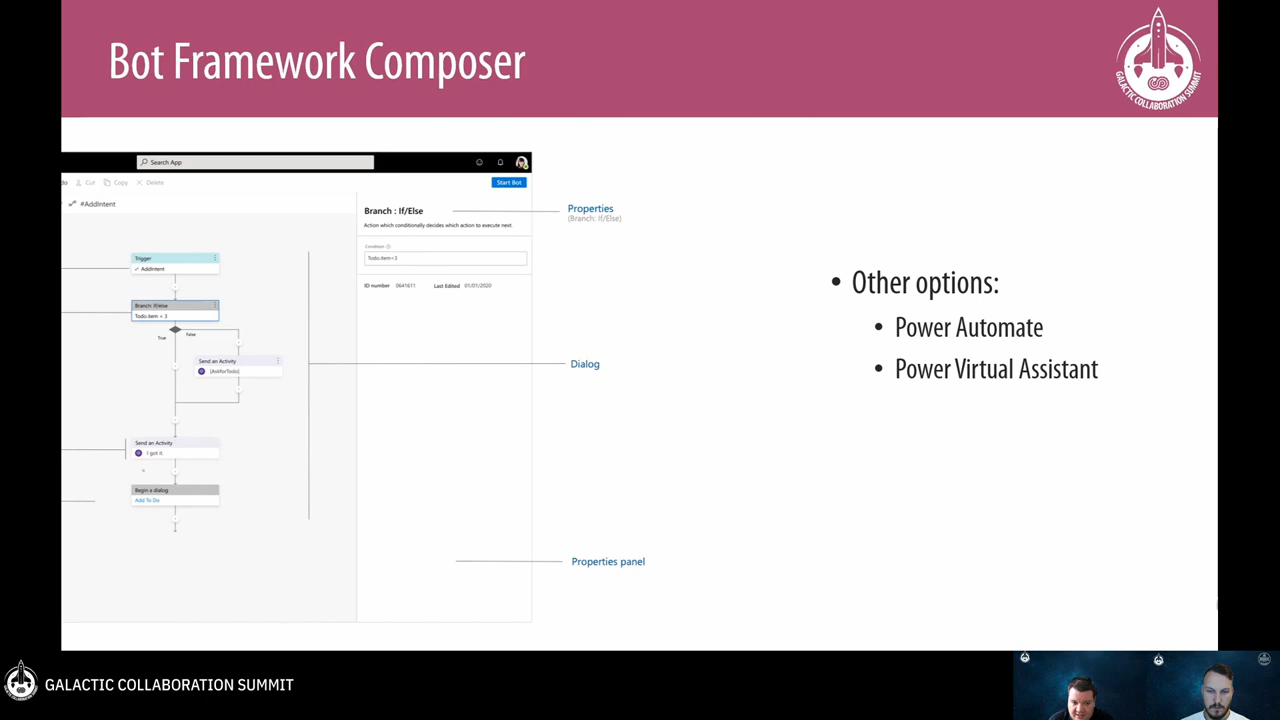 Bot Framework Composer
GALACTIC COLLABORATION SUMMIT
Search App
Cut
Copy
Delete
Start Bot
#AddIntent
Branch : If/Else
Action which conditionally decides which action to execute next.
Condition
Todo.item<3
ID number 0641611 Last Edited 01/01/2020
Trigger
AddIntent
Branch: If/else
Todo.item < 3
True
False
Send an Activity
[AskforTodo]
Send an Activity
I got it.
Begin a dialog
Add To Do
Properties
(Branch: If/Else)
Dialog
Properties panel
• Other options:
• Power Automate
• Power Virtual Assistant
GALACTIC COLLABORATION SUMMIT